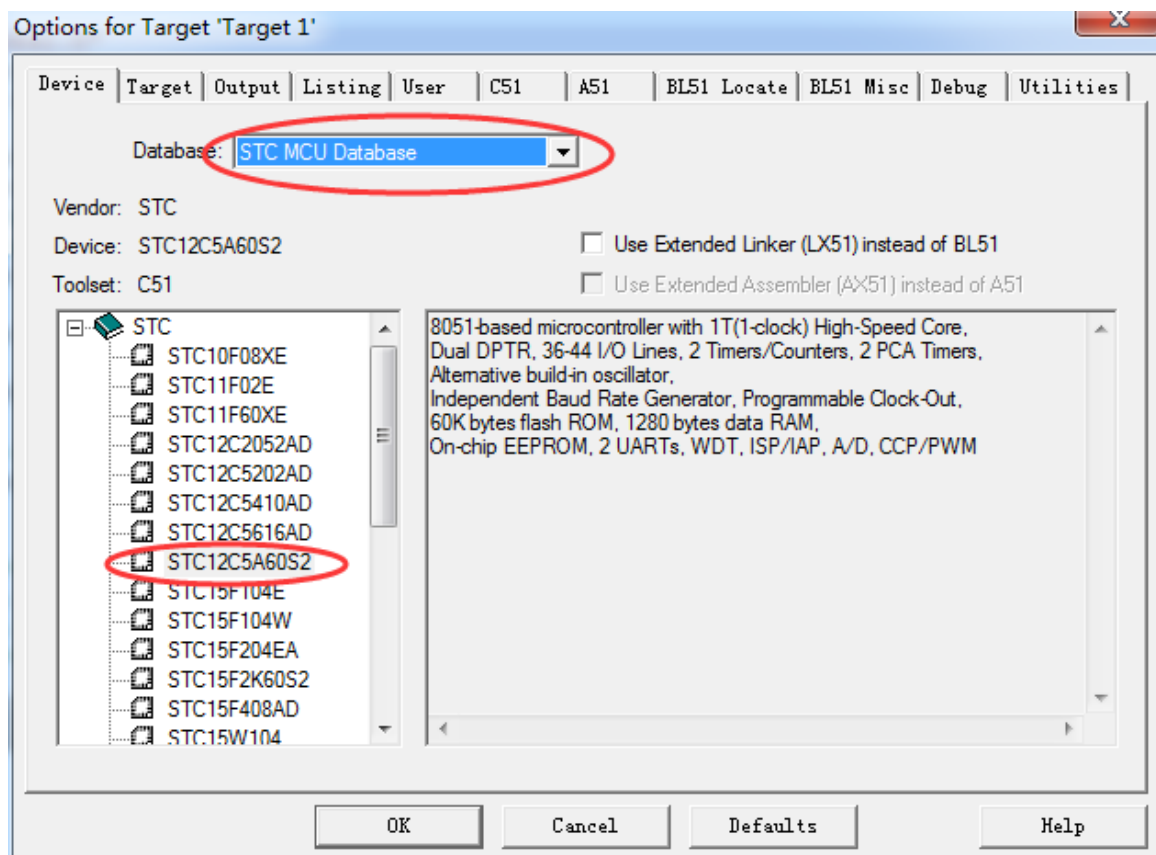 Options for Target 'Target 1'
Device Target Output Listing User C51 A51 BL51 Locate BL51 Misc Debug Utilities
Database: STC MCU Database
Vendor: STC
Device: STC12C5A60S2
Use Extended Linker (LX51) instead of BL51
Toolset: C51
Use Extended Assembler (AX51) instead of A51
STC
STC10F08XE
STC11F02E
STC11F60XE
STC12C2052AD
STC12C5202AD
STC12C5410AD
STC12C5616AD
STC12C5A60S2
STC15F104E
STC15F104W
STC15F204EA
STC15F2K60S2
STC15F408AD
STC15W104
8051-based microcontroller with 1T(1-clock) High-Speed Core,
Dual DPTR, 36-44 I/O Lines, 2 Timers/Counters, 2 PCA Timers,
Alternative build-in oscillator,
Independent Baud Rate Generator, Programmable Clock-Out,
60K bytes flash ROM, 1280 bytes data RAM,
On-chip EEPROM, 2 UARTs, WDT, ISP/IAP, A/D, CCP/PWM
OK Cancel Defaults Help